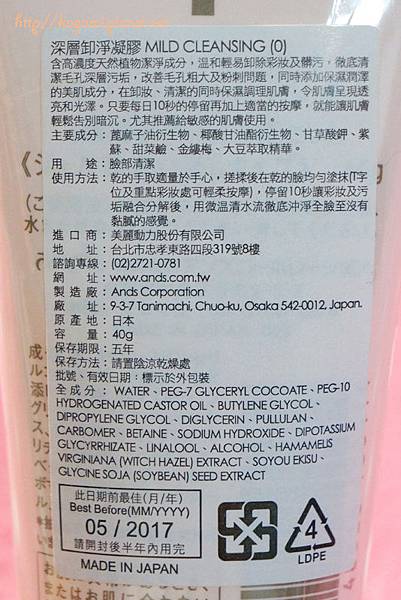 http://kagami.pixnet.net
深層卸淨凝膠 MILD CLEANSING (0)
含高濃度天然植物潔淨成分，溫和輕易卸除彩妝及髒污，徹底清
潔毛孔深層污垢，改善毛孔粗大及粉刺問題，同時添加保濕潤澤
的美肌成分，在卸妝、清潔的同時保濕調理肌膚，令肌膚呈現透
亮和光澤。只要每日10秒的停留再加上適當的按摩，就能讓肌膚
輕鬆告別暗沉。尤其推薦給敏感的肌膚使用。
主要成分：蓖麻子油衍生物、椰酸甘油酯衍生物、甘草酸鉀、紫
蘇、甜菜鹼、金縷梅、大豆萃取精華。
用　　途：臉部清潔
使用方法：乾的手取適量於手心，搓揉後在乾的臉均勻塗抹(T字
位及重點彩妝處可輕柔按摩)，停留10秒讓彩妝及污
垢融合分解後，用微溫清水流徹底沖淨全臉至沒有
黏膩的感覺。
進 口 商：美麗動力股份有限公司
地　　址：台北市忠孝東路四段319號8樓
諮詢專線：(02)2721-0781
網　　址：www.ands.com.tw
製 造 廠：Ands Corporation
廠　　址：9-3-7 Tanimachi, Chuo-ku, Osaka 542-0012, Japan.
原 產 地：日本
容　　量：40g
保存期限：五年
保存方法：請置陰涼乾燥處
批號、有效日期：標示於外包裝
全 成 分：WATER、PEG-7 GLYCERYL COCOATE、PEG-10
HYDROGENATED CASTOR OIL、BUTYLENE GLYCOL、
DIPROPYLENE GLYCOL、DIGLYCERIN、PULLULAN、
CARBOMER、BETAINE、SODIUM HYDROXIDE、DIPOTASSIUM
GLYCYRRHIZATE、LINALOOL、ALCOHOL、HAMAMELIS
VIRGINIANA (WITCH HAZEL) EXTRACT、SOYOU EKISU、
GLYCINE SOJA (SOYBEAN) SEED EXTRACT
此日期前最佳(月/年)
Best Before(MM/YYYY)
05 / 2017
請開封後半年內用完
MADE IN JAPAN
4
LDPE